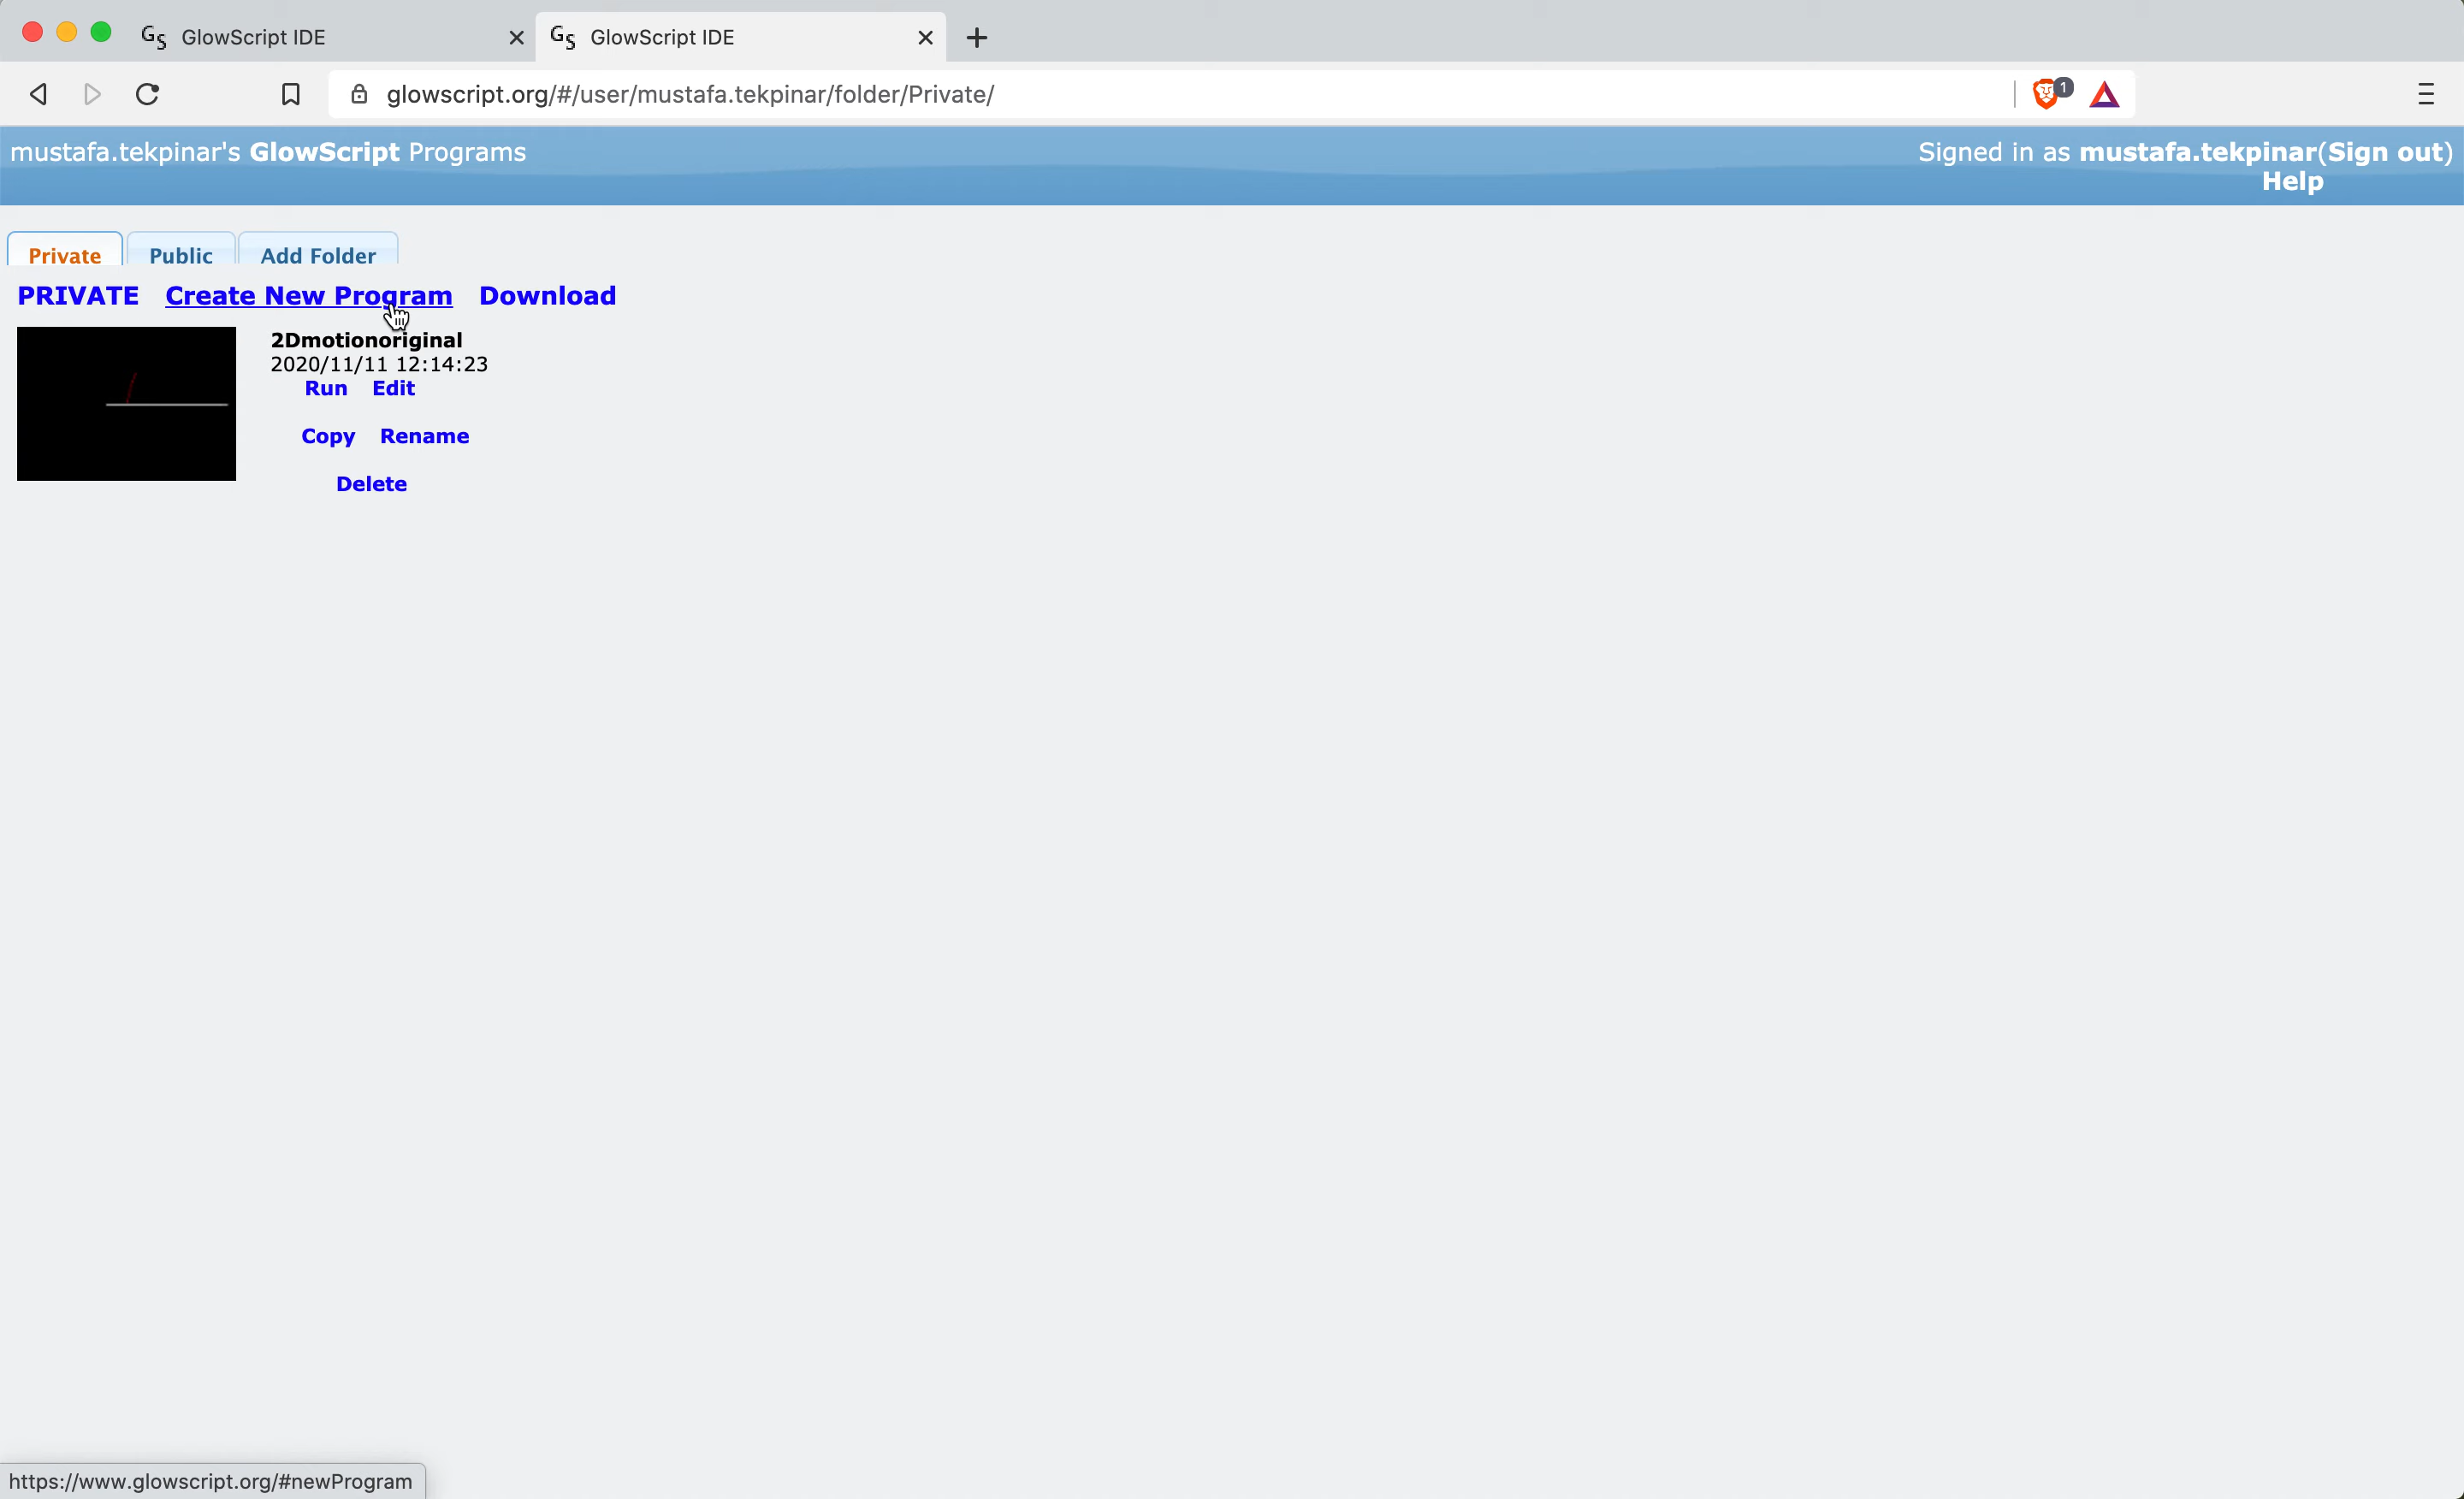 GlowScript IDE GlowScript IDE
glowscript.org/#/user/mustafa.tekpinar/folder/Private/ 1
mustafa.tekpinar's GlowScript Programs Signed in as mustafa.tekpinar(Sign out)
Help
Private Public Add Folder
PRIVATE Create New Program Download
2Dmotionoriginal
2020/11/11 12:14:23
Run Edit
Copy Rename
Delete
https://www.glowscript.org/#newProgram